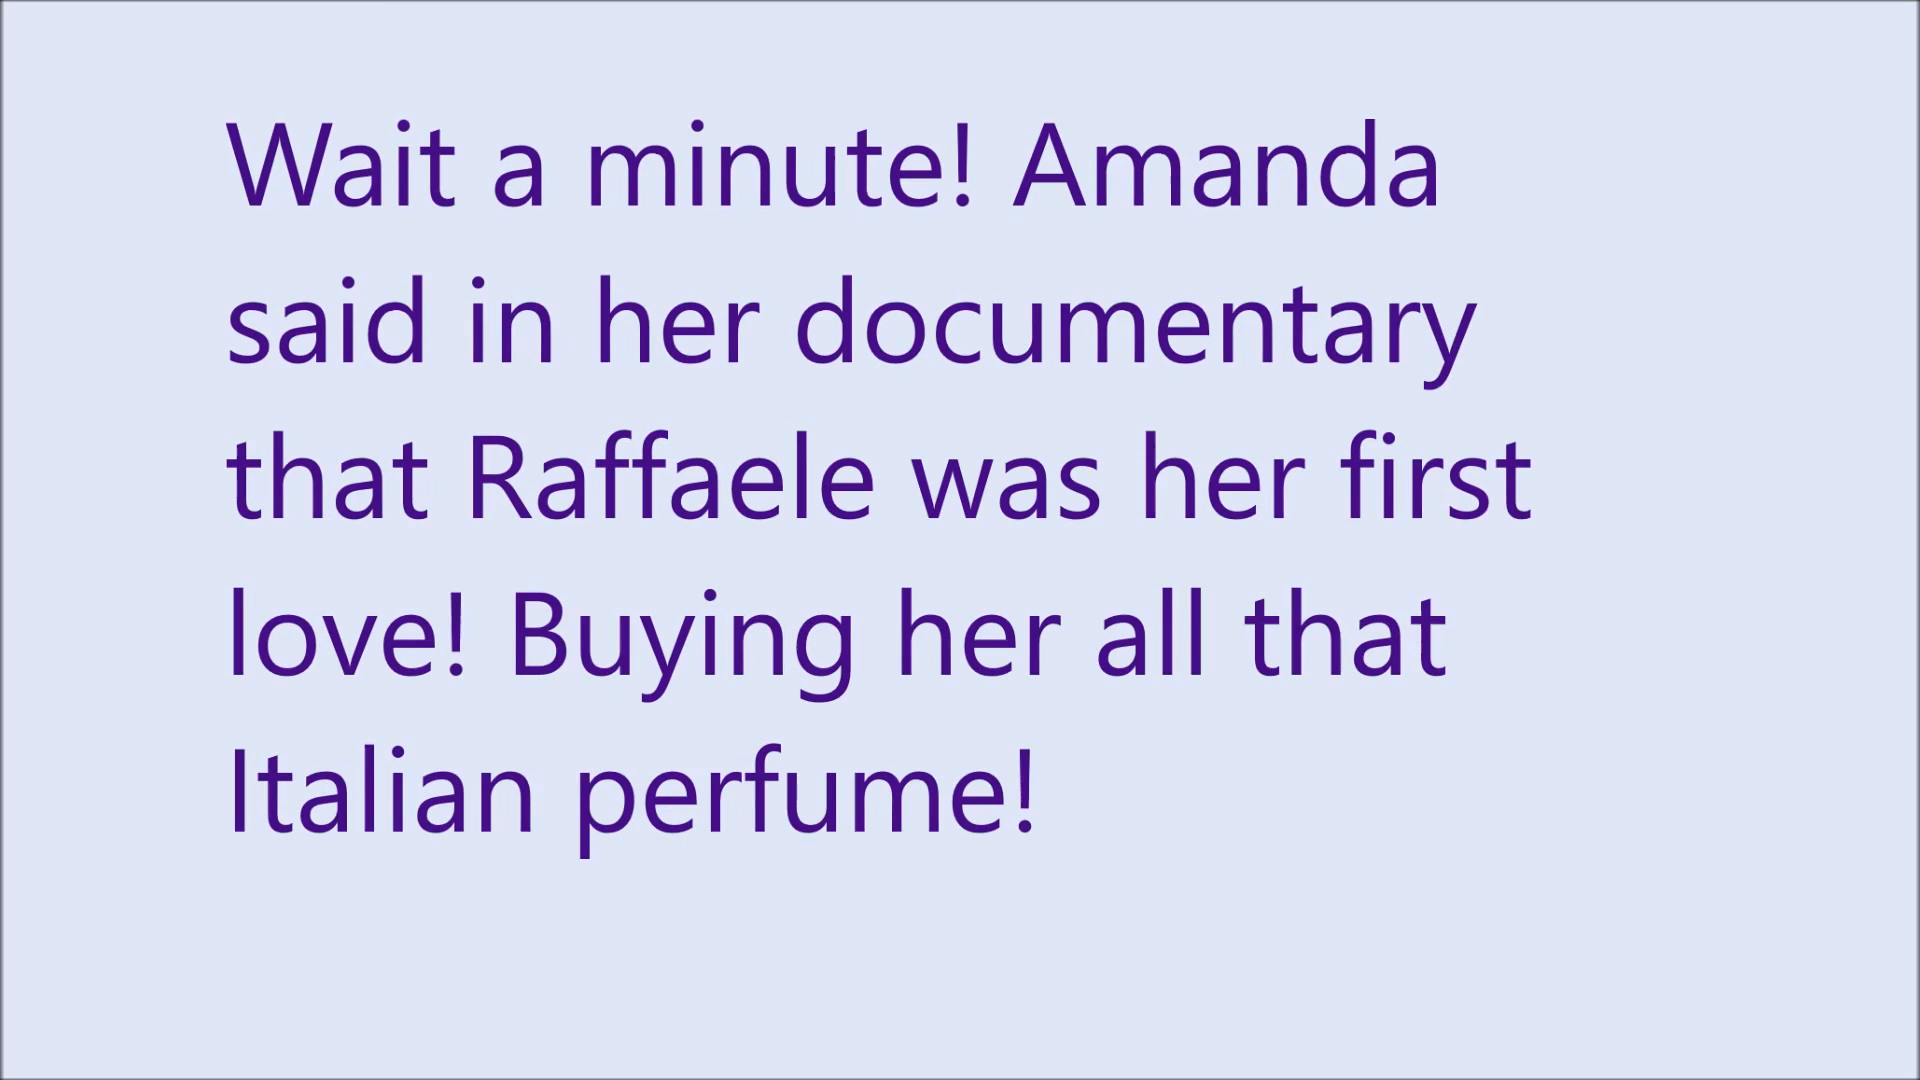 Wait a minute! Amanda
said in her documentary
that Raffaele was her first
love! Buying her all that
Italian perfume!